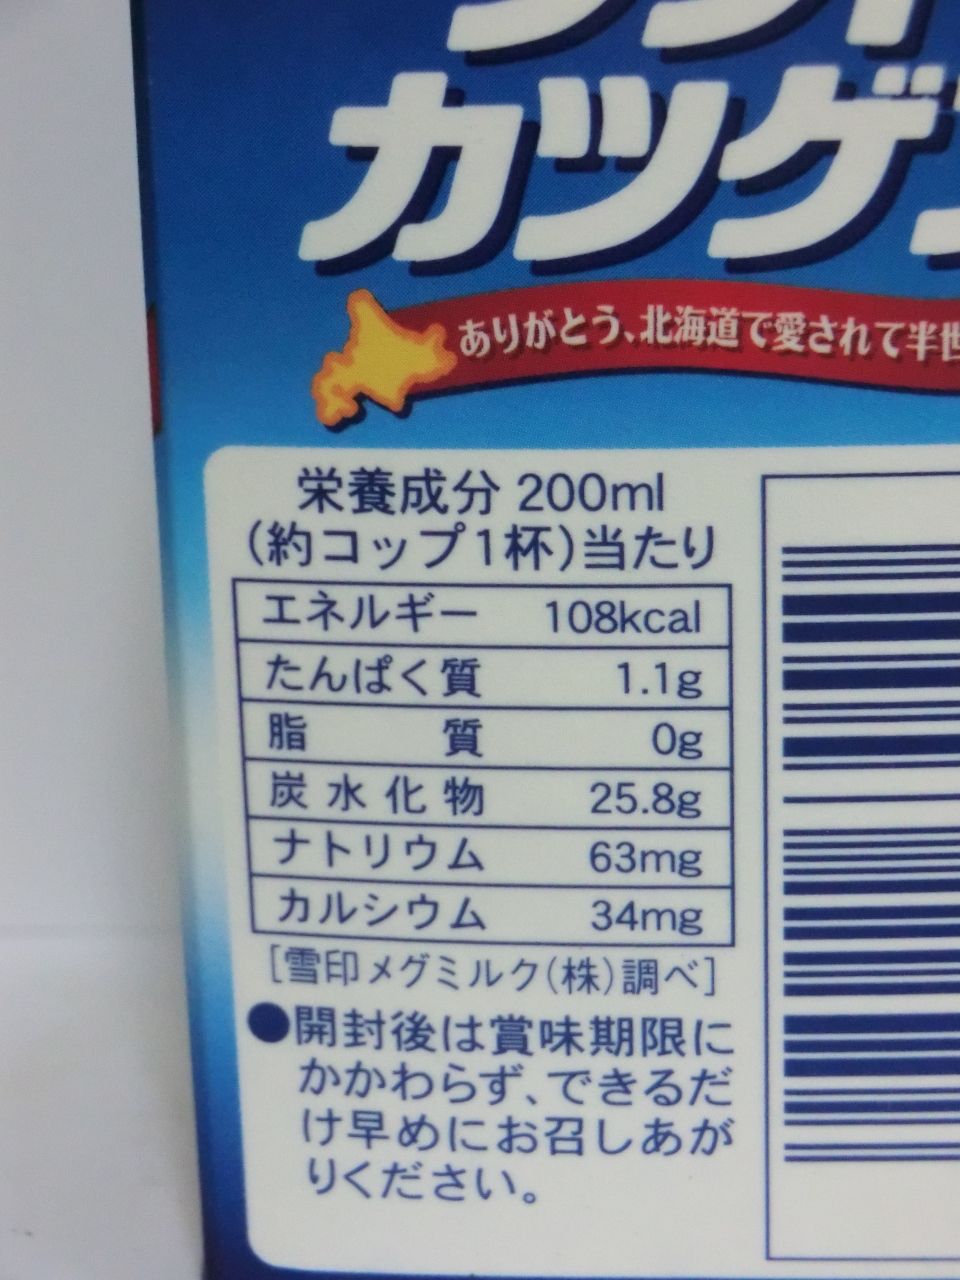 カツゲ
ありがとう、北海道で愛されて半世
栄養成分 200ml
(約コップ1杯)当たり
エネルギー 108kcal
たんぱく質 1.1g
脂質 0g
炭水化物 25.8g
ナトリウム 63mg
カルシウム 34mg
[雪印メグミルク(株)調べ]
●開封後は賞味期限に
かかわらず、できるだ
け早めにお召しあが
りください。